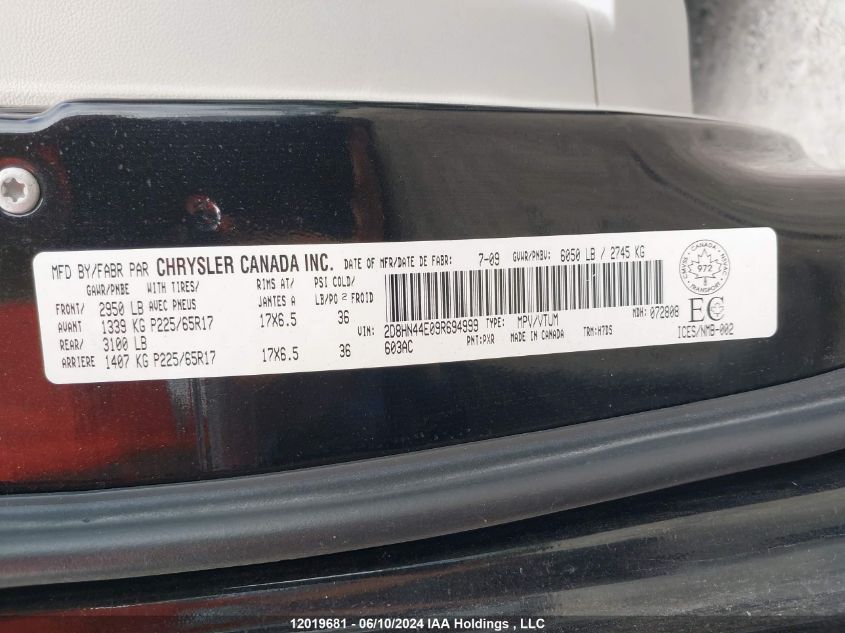 MFD BY/FABR PAR CHRYSLER CANADA INC. DATE OF MFR/DATE DE FABR: 7-09 GVWR/PNBV: 6050 LB / 2745 KG
GAWR/PNBE WITH TIRES/ RIMS AT/ PSI COLD/
FRONT/ 2950 LB AVEC PNEUS JANTES A LB/PO2 FROID
AVANT 1339 KG P225/65R17 17X6.5 36
REAR/ 3100 LB
ARRIERE 1407 KG P225/65R17 17X6.5 36
VIN: 2D8HN44E09R694999 TYPE: MPV/VTUM MDH: 072808
603AC PNT: PXR MADE IN CANADA TRIM: H7DS
CANADA
972
TRANSPORT
EC
ICES/NMB-002
12019681 - 06/10/2024 IAA Holdings , LLC